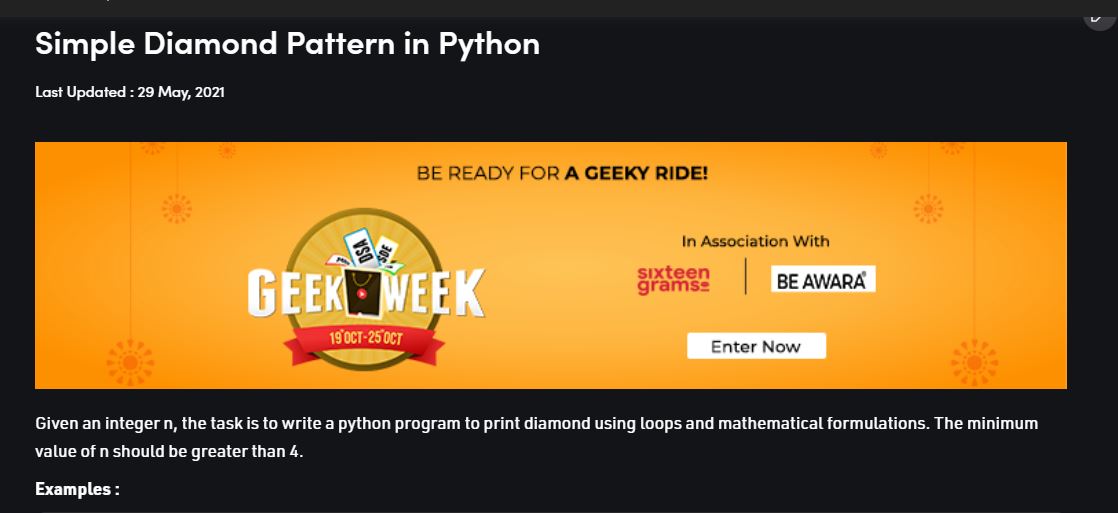 Simple Diamond Pattern in Python
Last Updated : 29 May, 2021
BE READY FOR A GEEKY RIDE!
DSA
SDE
GEEK WEEK
19th OCT-25th OCT
In Association With
sixteen
grams
BE AWARA®
Enter Now
Given an integer n, the task is to write a python program to print diamond using loops and mathematical formulations. The minimum
value of n should be greater than 4.
Examples :